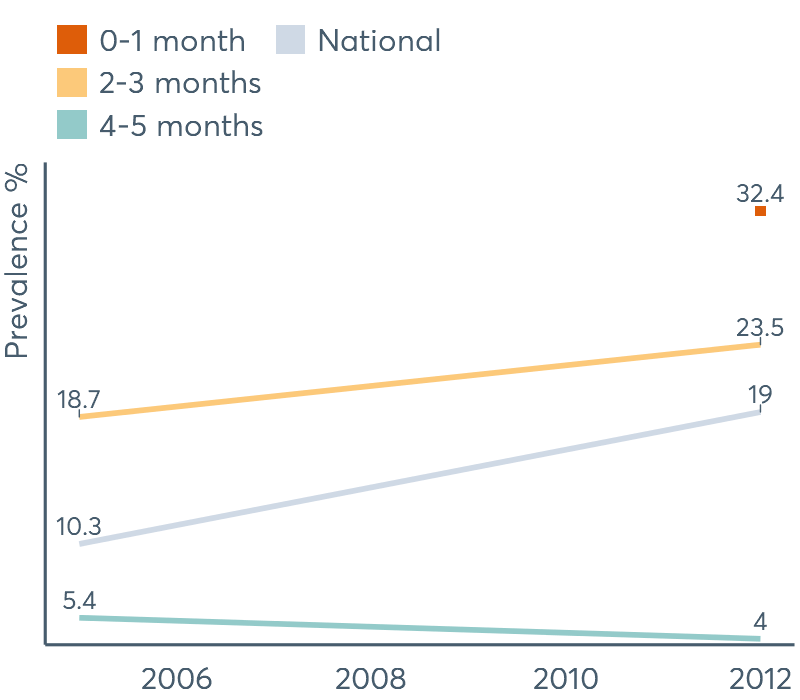 0-1 month
National
2-3 months
4-5 months
Prevalence %
32.4
23.5
19
18.7
10.3
5.4
4
2006
2008
2010
2012